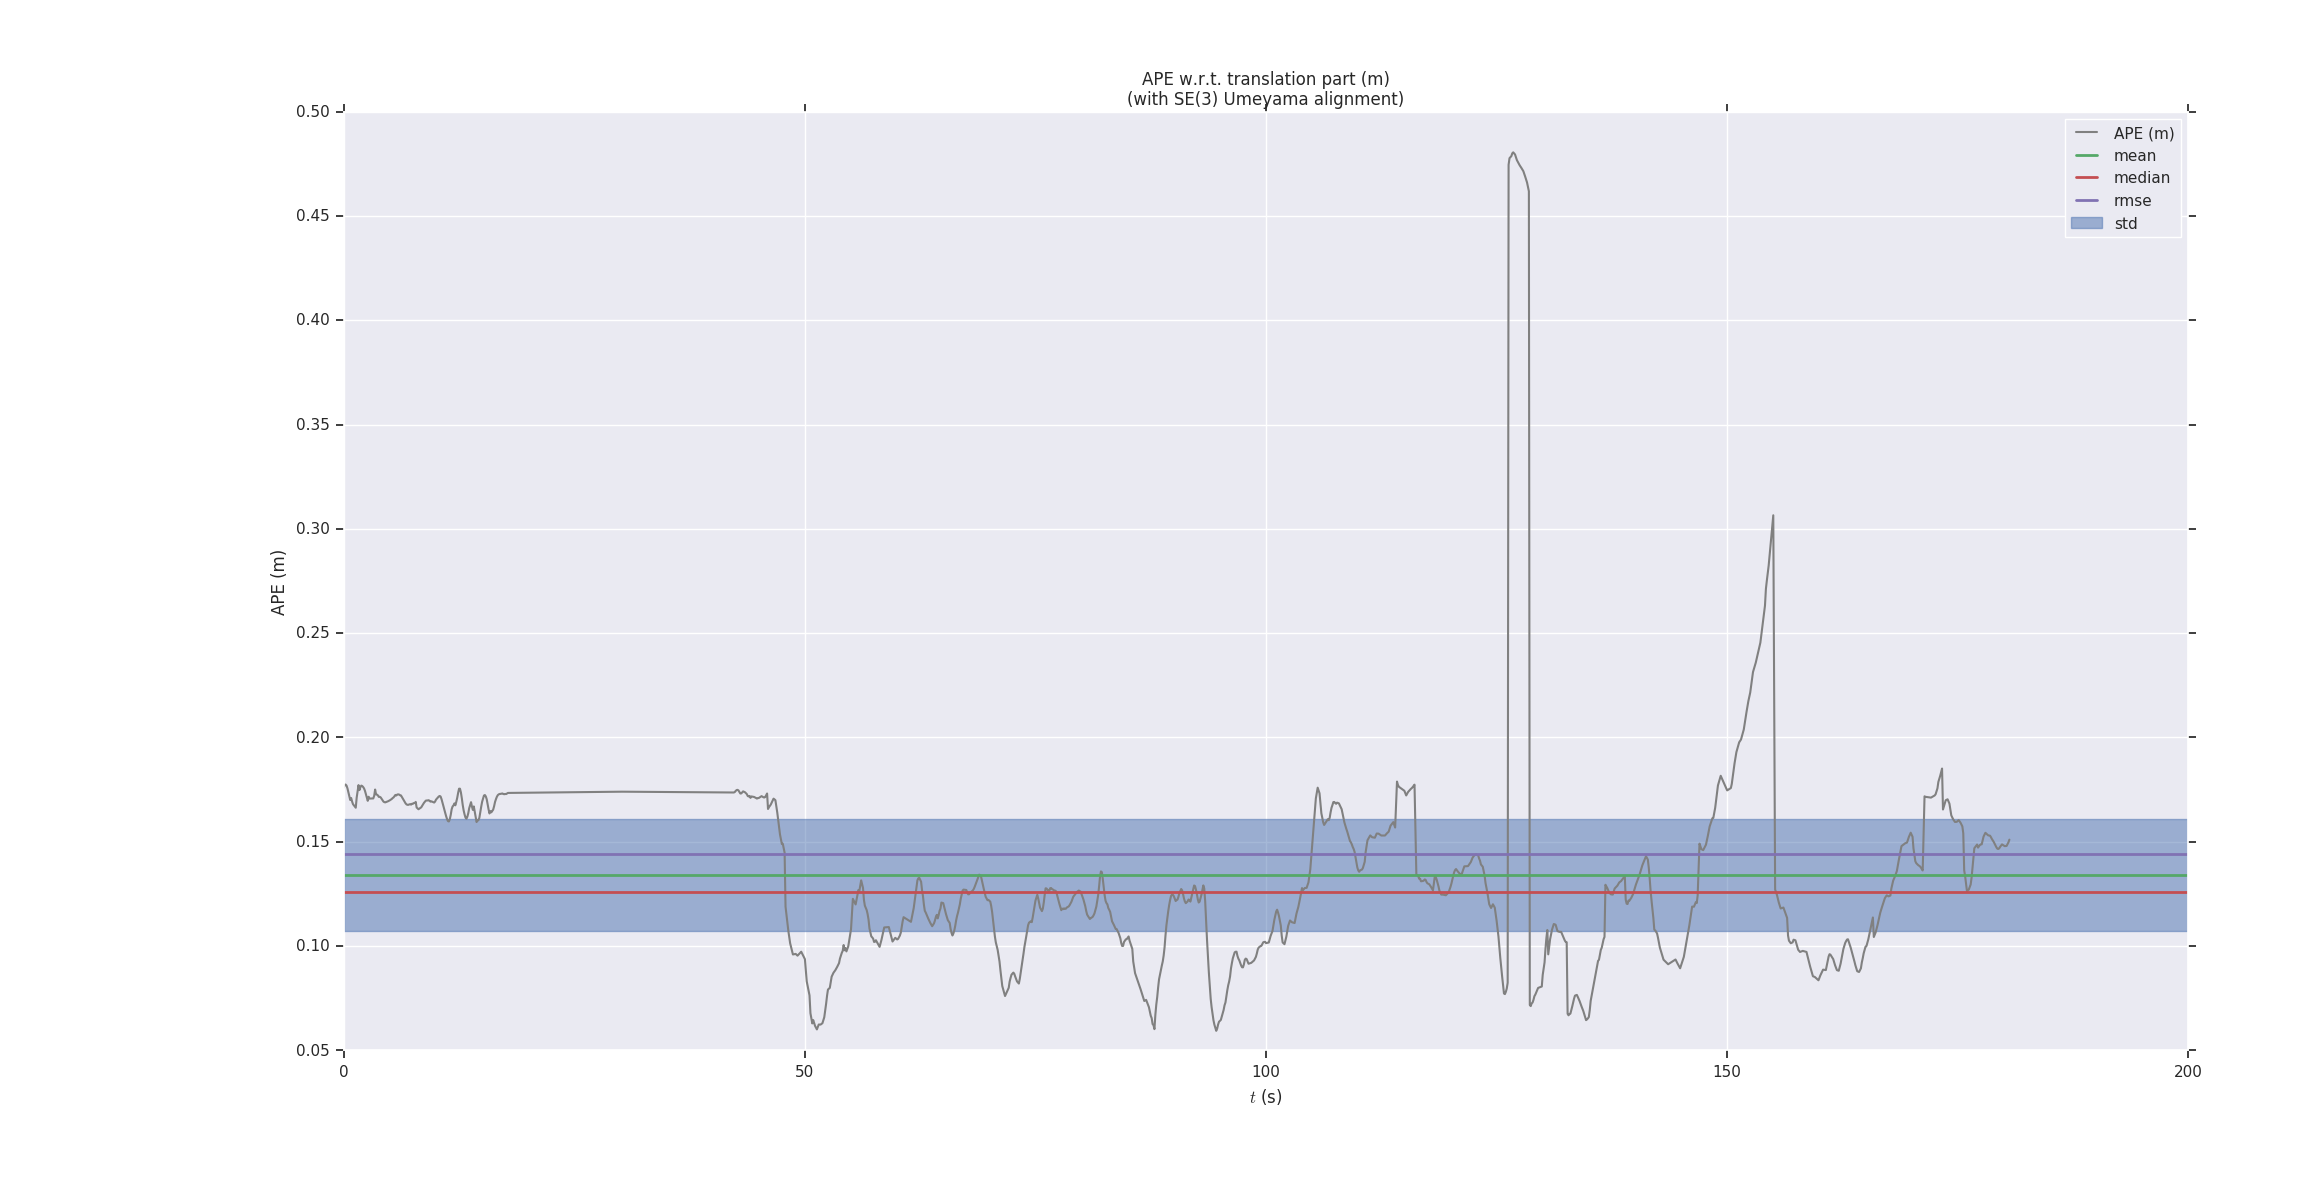 APE w.r.t. translation part (m)
(with SE(3) Umeyama alignment)
0.50
0.45
0.40
0.35
0.30
0.25
0.20
0.15
0.10
0.05
APE (m)
APE (m)
mean
median
rmse
std
0
50
100
150
200
t (s)